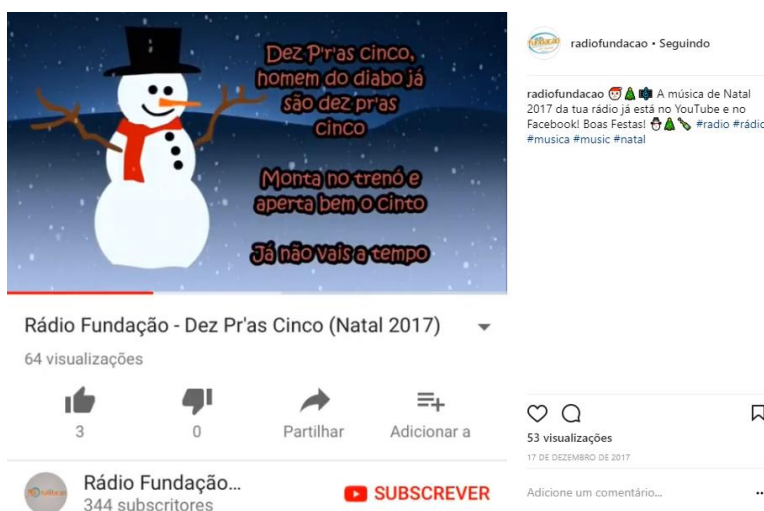 Dez P'r'as cinco,
homem do diabo já
são dez pr'as
cinco
Monta no trenó e
aperta bem o cinto
Já não vais a tempo
Rádio Fundação - Dez Pr'as Cinco (Natal 2017)
64 visualizações
3
0
Partilhar
Adicionar a
Rádio Fundação...
344 subscritores
SUBSCREVER
fundação
radiofundacao • Seguindo
radiofundacao 🎅🎄 A música de Natal
2017 da tua rádio já está no YouTube e no
Facebook! Boas Festas! ⛄🎄🍾 #radio #rádio
#musica #music #natal
53 visualizações
17 DE DEZEMBRO DE 2017
Adicione um comentário...